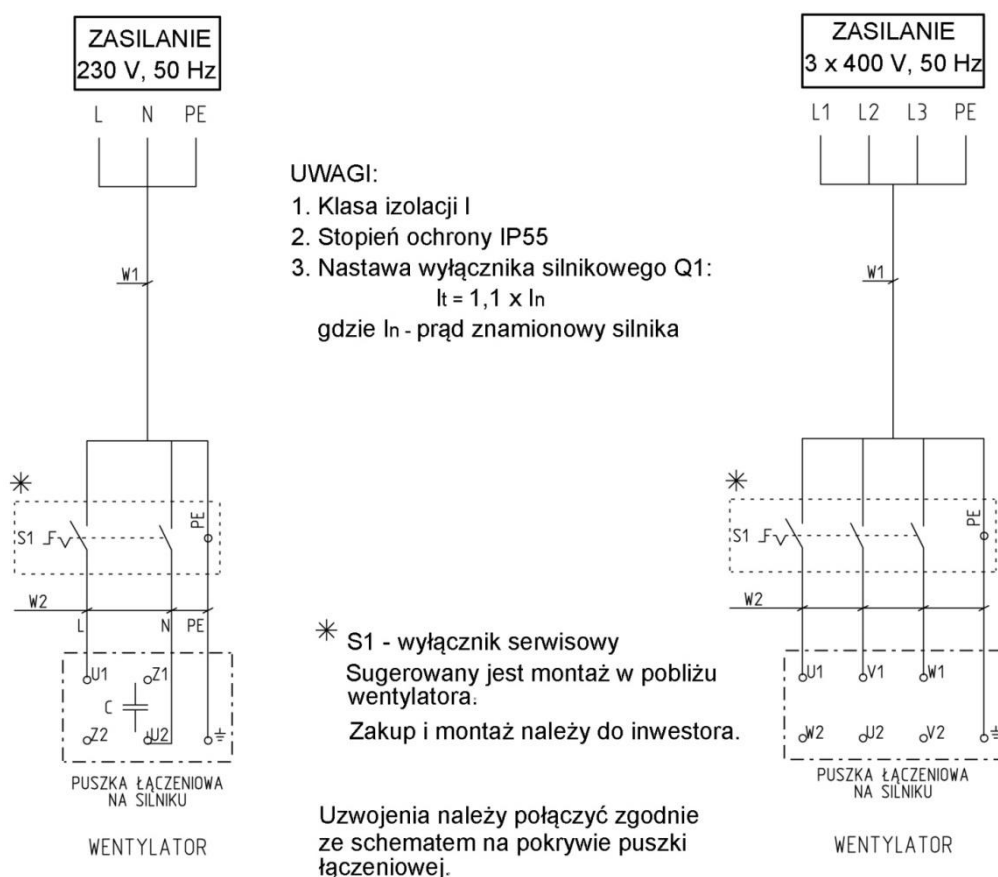 ZASILANIE
230 V, 50 Hz
L N PE
W1
S1
PE
W2
L N PE
U1 Z1
C
Z2 U2
PUSZKA ŁĄCZENIOWA
NA SILNIKU
WENTYLATOR
UWAGI:
1. Klasa izolacji I
2. Stopień ochrony IP55
3. Nastawa wyłącznika silnikowego Q1:
It = 1,1 x In
gdzie In - prąd znamionowy silnika
* S1 - wyłącznik serwisowy
Sugerowany jest montaż w pobliżu
wentylatora.
Zakup i montaż należy do inwestora.
Uzwojenia należy połączyć zgodnie
ze schematem na pokrywie puszki
łączeniowej.
ZASILANIE
3 x 400 V, 50 Hz
L1 L2 L3 PE
W1
*
S1
PE
W2
U1 V1 W1
W2 U2 V2
PUSZKA ŁĄCZENIOWA
NA SILNIKU
WENTYLATOR